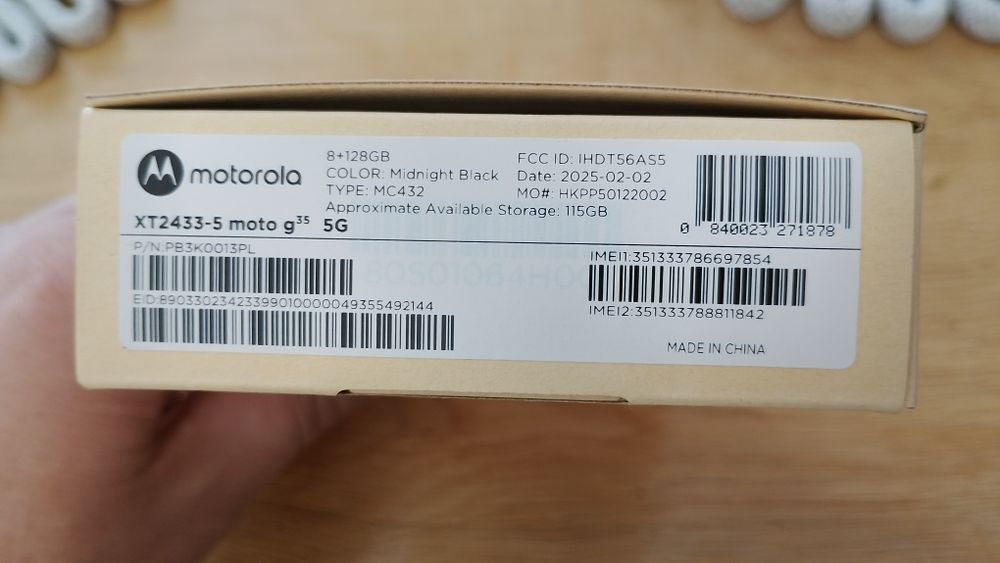 motorola
8+128GB
COLOR: Midnight Black
TYPE: MC432
Approximate Available Storage: 115GB
FCC ID: IHDT56AS5
Date: 2025-02-02
MO#: HKPP50122002
0 840023 271878
XT2433-5 moto g³⁵ 5G
P/N:PB3K0013PL
EID:89033023423399010000049355492144
IMEI1:351333786697854
IMEI2:351333788811842
MADE IN CHINA